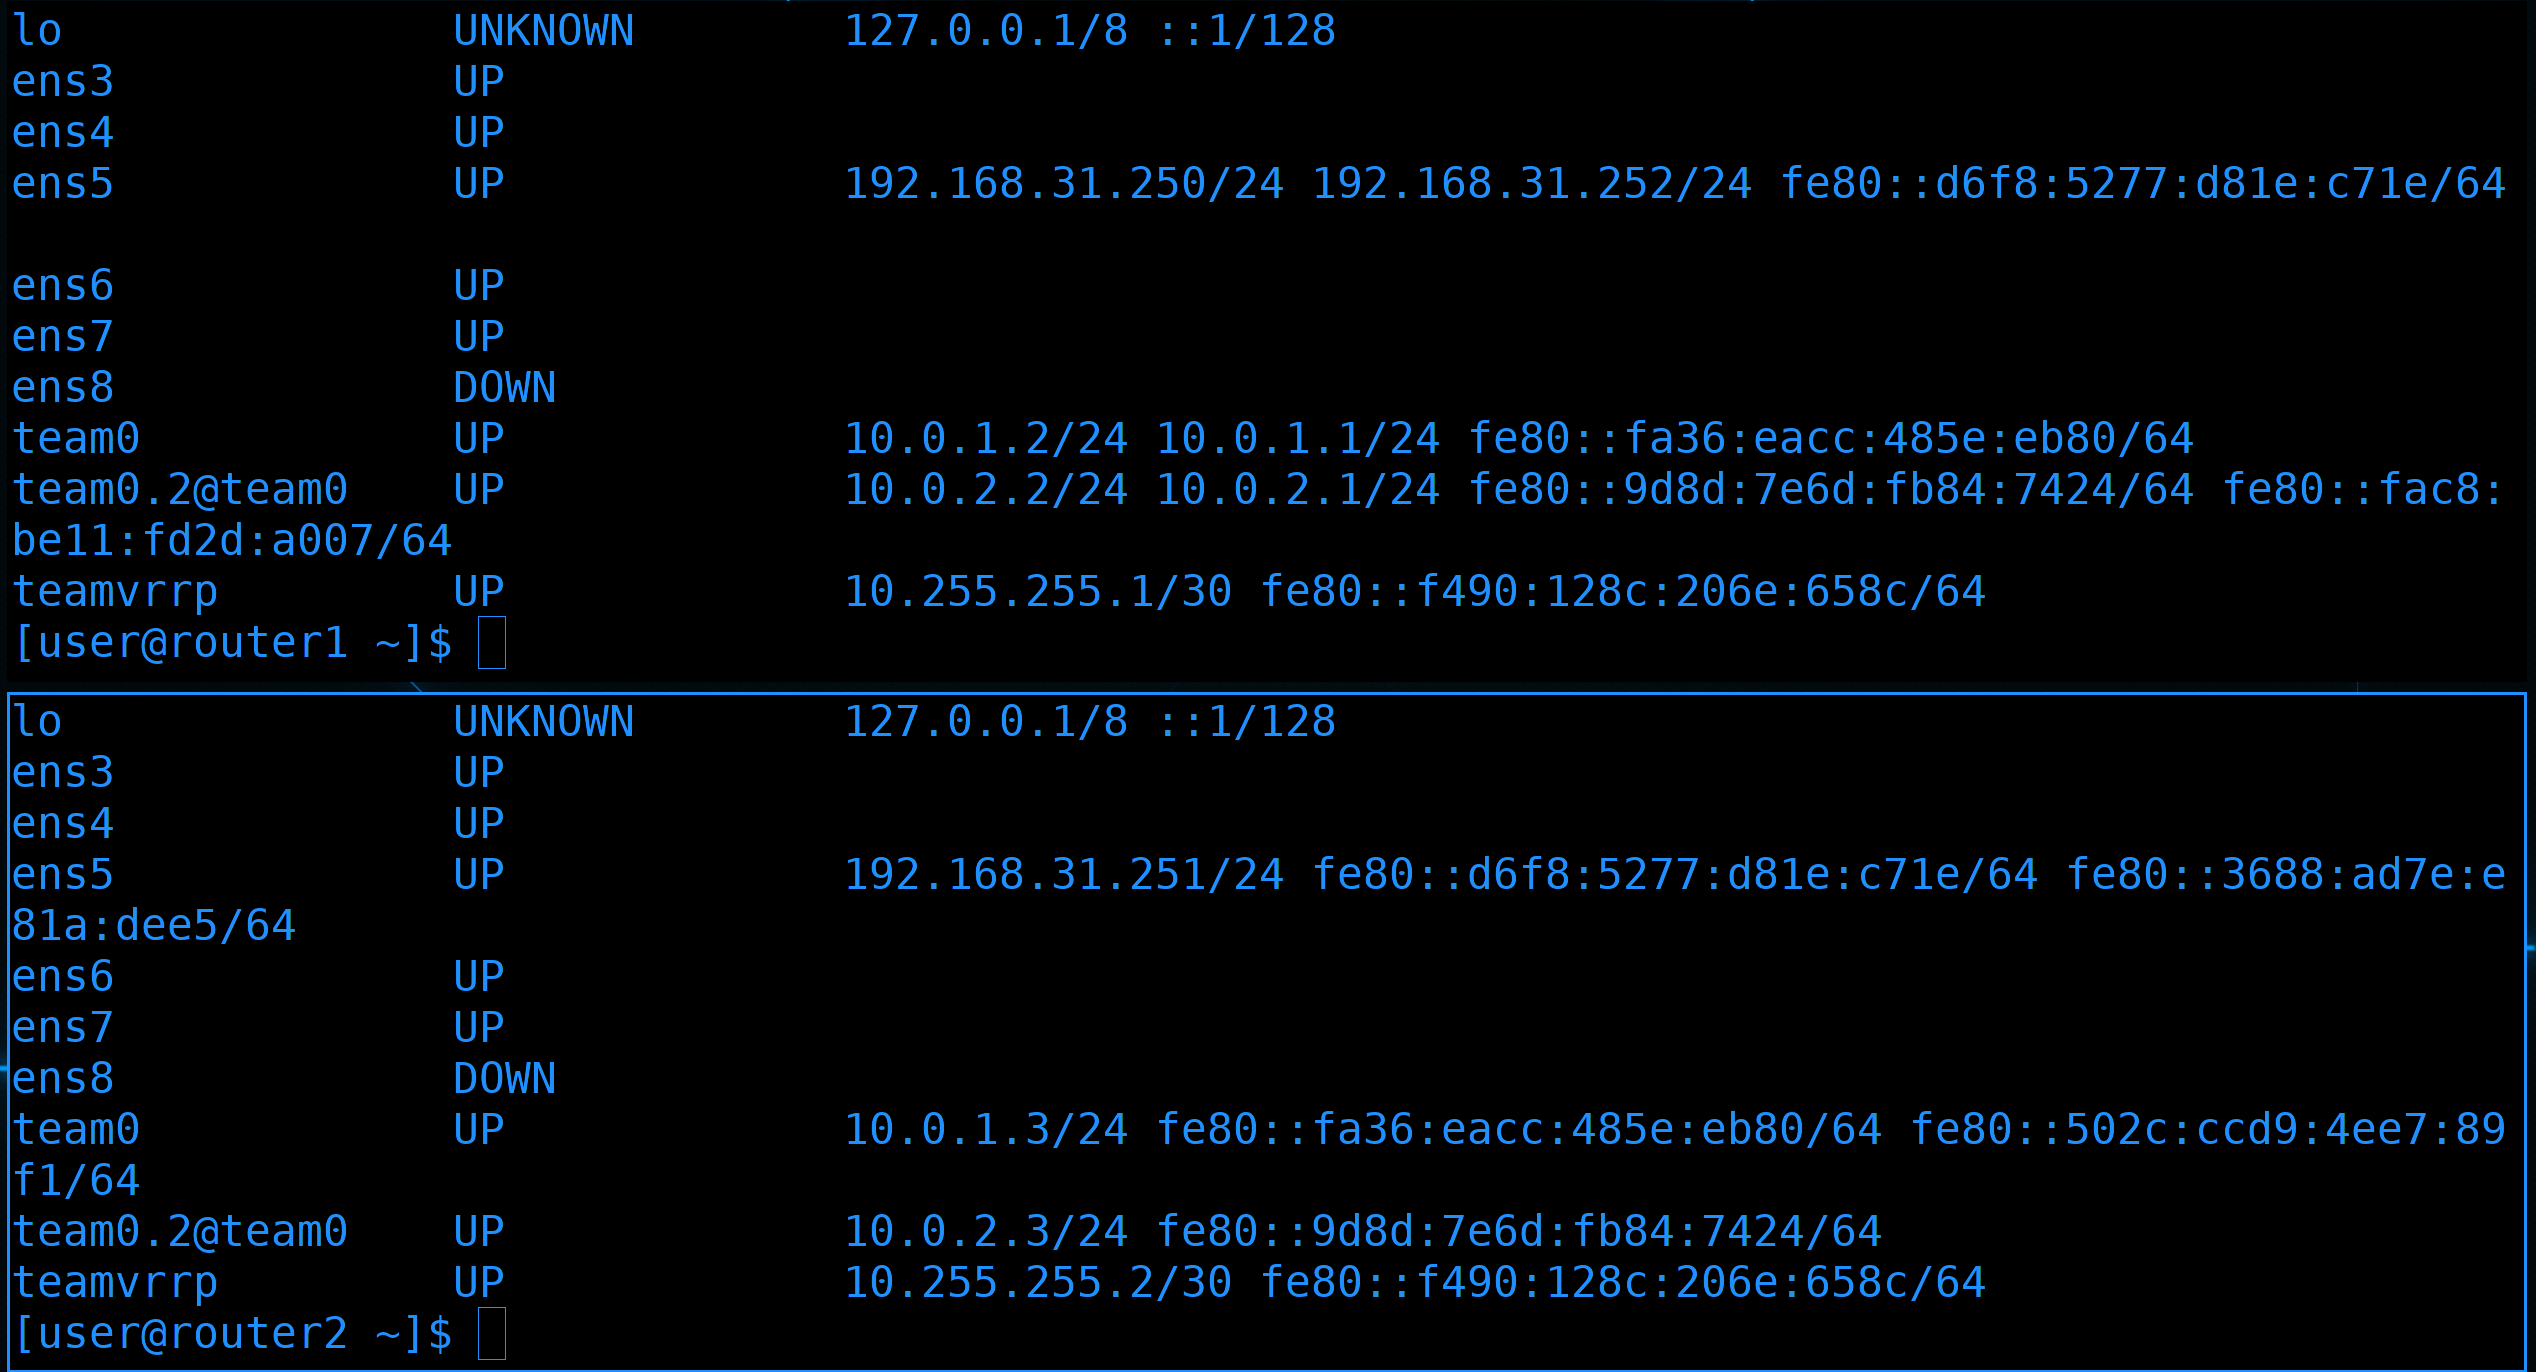 lo UNKNOWN 127.0.0.1/8 ::1/128
ens3 UP
ens4 UP
ens5 UP 192.168.31.250/24 192.168.31.252/24 fe80::d6f8:5277:d81e:c71e/64
ens6 UP
ens7 UP
ens8 DOWN
team0 UP 10.0.1.2/24 10.0.1.1/24 fe80::fa36:eacc:485e:eb80/64
team0.2@team0 UP 10.0.2.2/24 10.0.2.1/24 fe80::9d8d:7e6d:fb84:7424/64 fe80::fac8:
be11:fd2d:a007/64
teamvrrp UP 10.255.255.1/30 fe80::f490:128c:206e:658c/64
[user@router1 ~]$
lo UNKNOWN 127.0.0.1/8 ::1/128
ens3 UP
ens4 UP
ens5 UP 192.168.31.251/24 fe80::d6f8:5277:d81e:c71e/64 fe80::3688:ad7e:e
81a:dee5/64
ens6 UP
ens7 UP
ens8 DOWN
team0 UP 10.0.1.3/24 fe80::fa36:eacc:485e:eb80/64 fe80::502c:ccd9:4ee7:89
f1/64
team0.2@team0 UP 10.0.2.3/24 fe80::9d8d:7e6d:fb84:7424/64
teamvrrp UP 10.255.255.2/30 fe80::f490:128c:206e:658c/64
[user@router2 ~]$